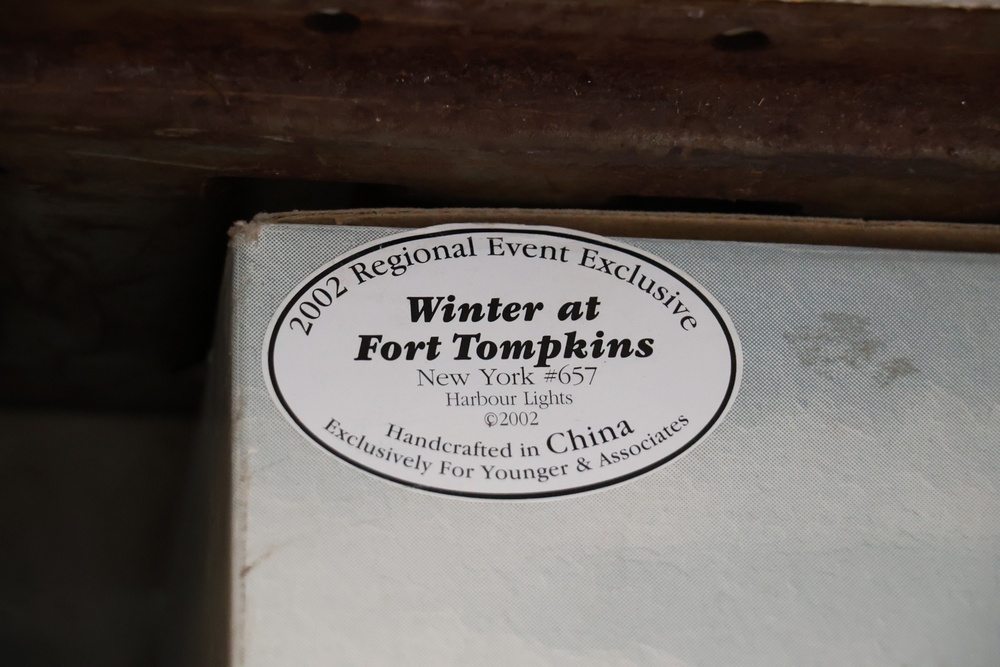 2002 Regional Event Exclusive
Winter at
Fort Tompkins
New York #657
Harbour Lights
©2002
Handcrafted in China
Exclusively For Younger & Associates